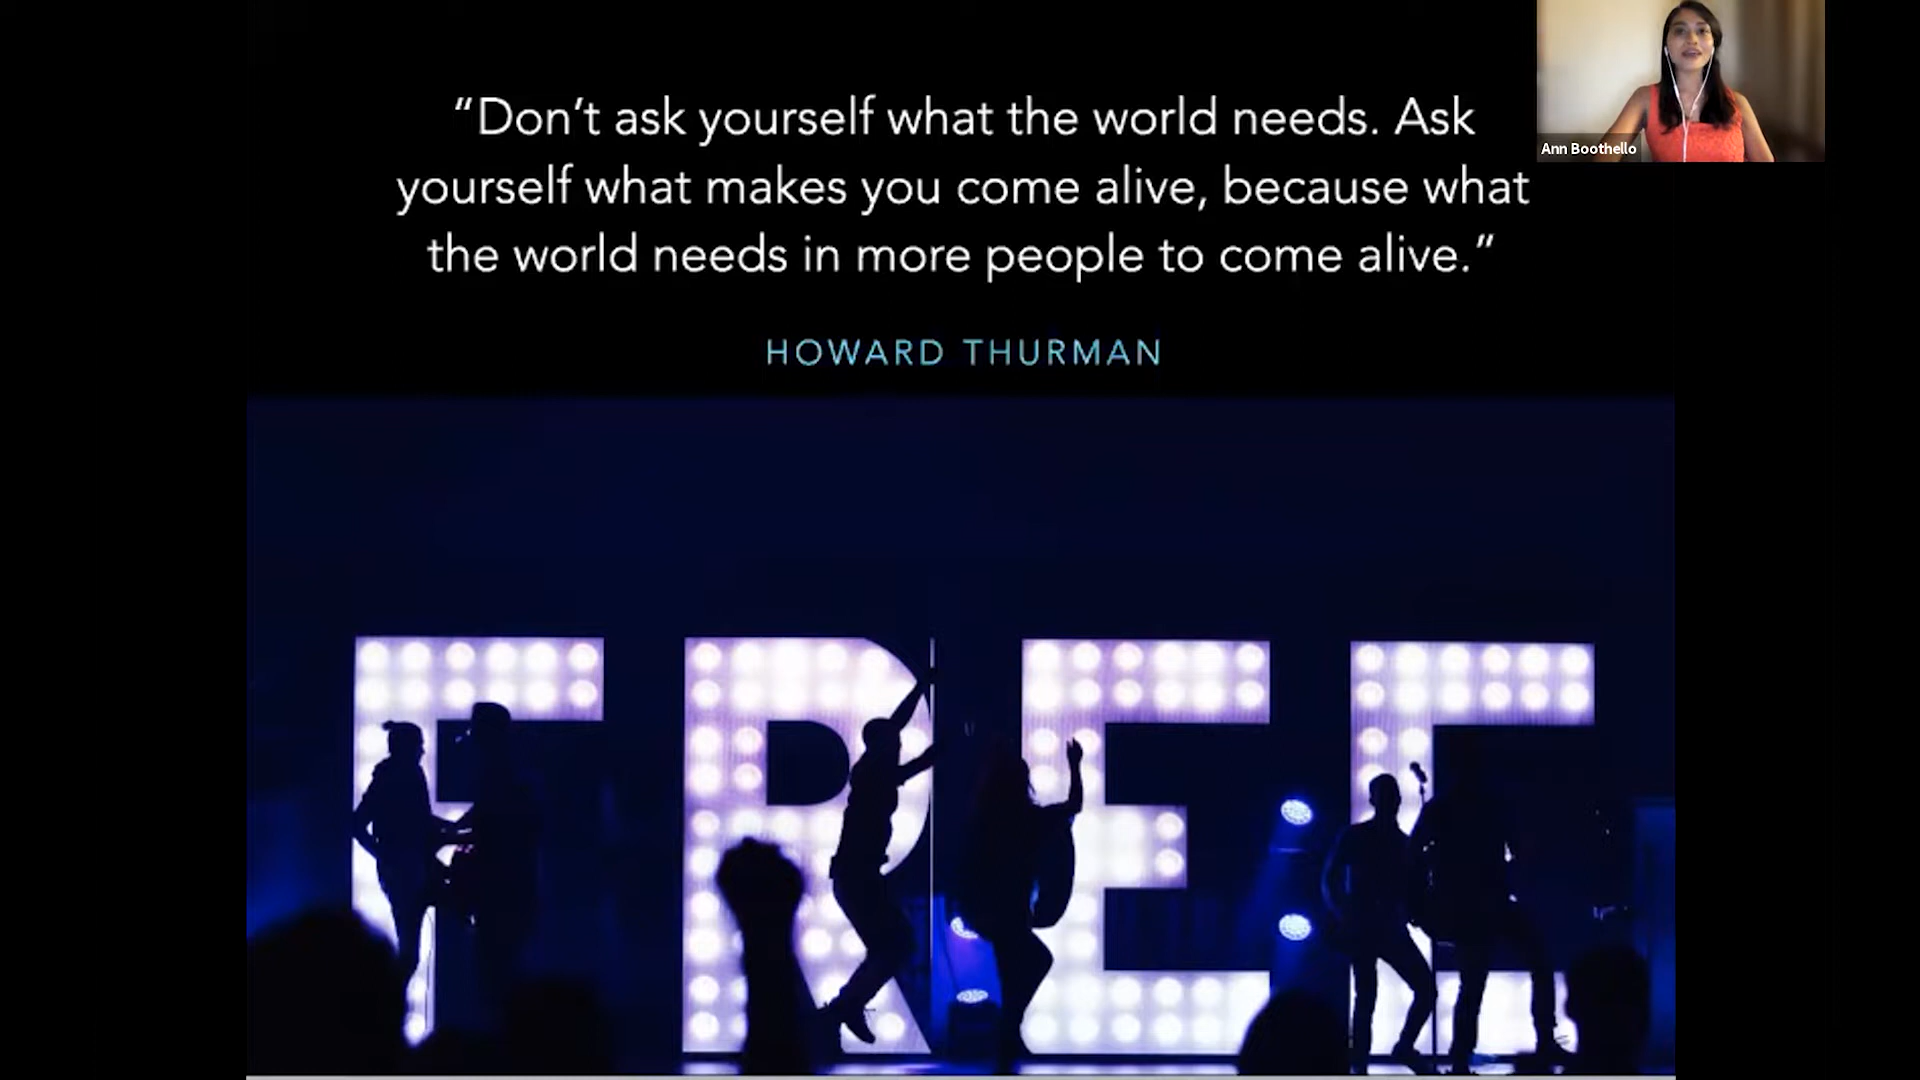 “Don’t ask yourself what the world needs. Ask
yourself what makes you come alive, because what
the world needs in more people to come alive.”
HOWARD THURMAN
Ann Boothello
FREE